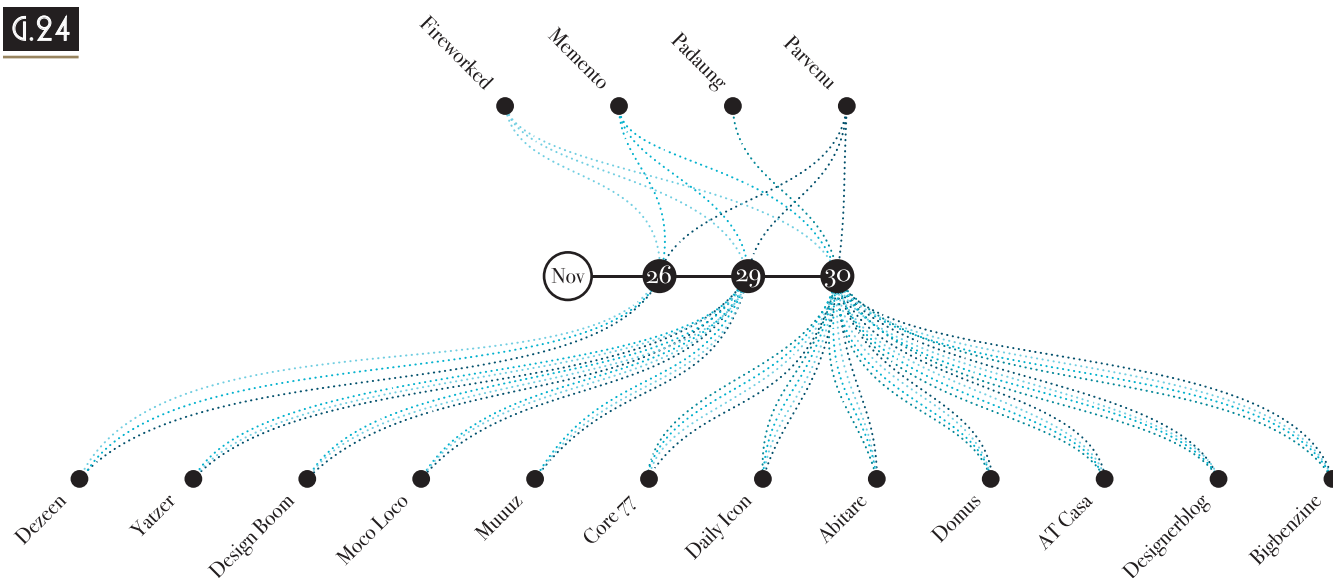 G.24
Fireworked
Memento
Padaung
Parvenu
Nov
26
29
30
Dezeen
Yatzer
Design Boom
Moco Loco
Muuuz
Core 77
Daily Icon
Abitare
Domus
AT Casa
Designerblog
Bigbenzine